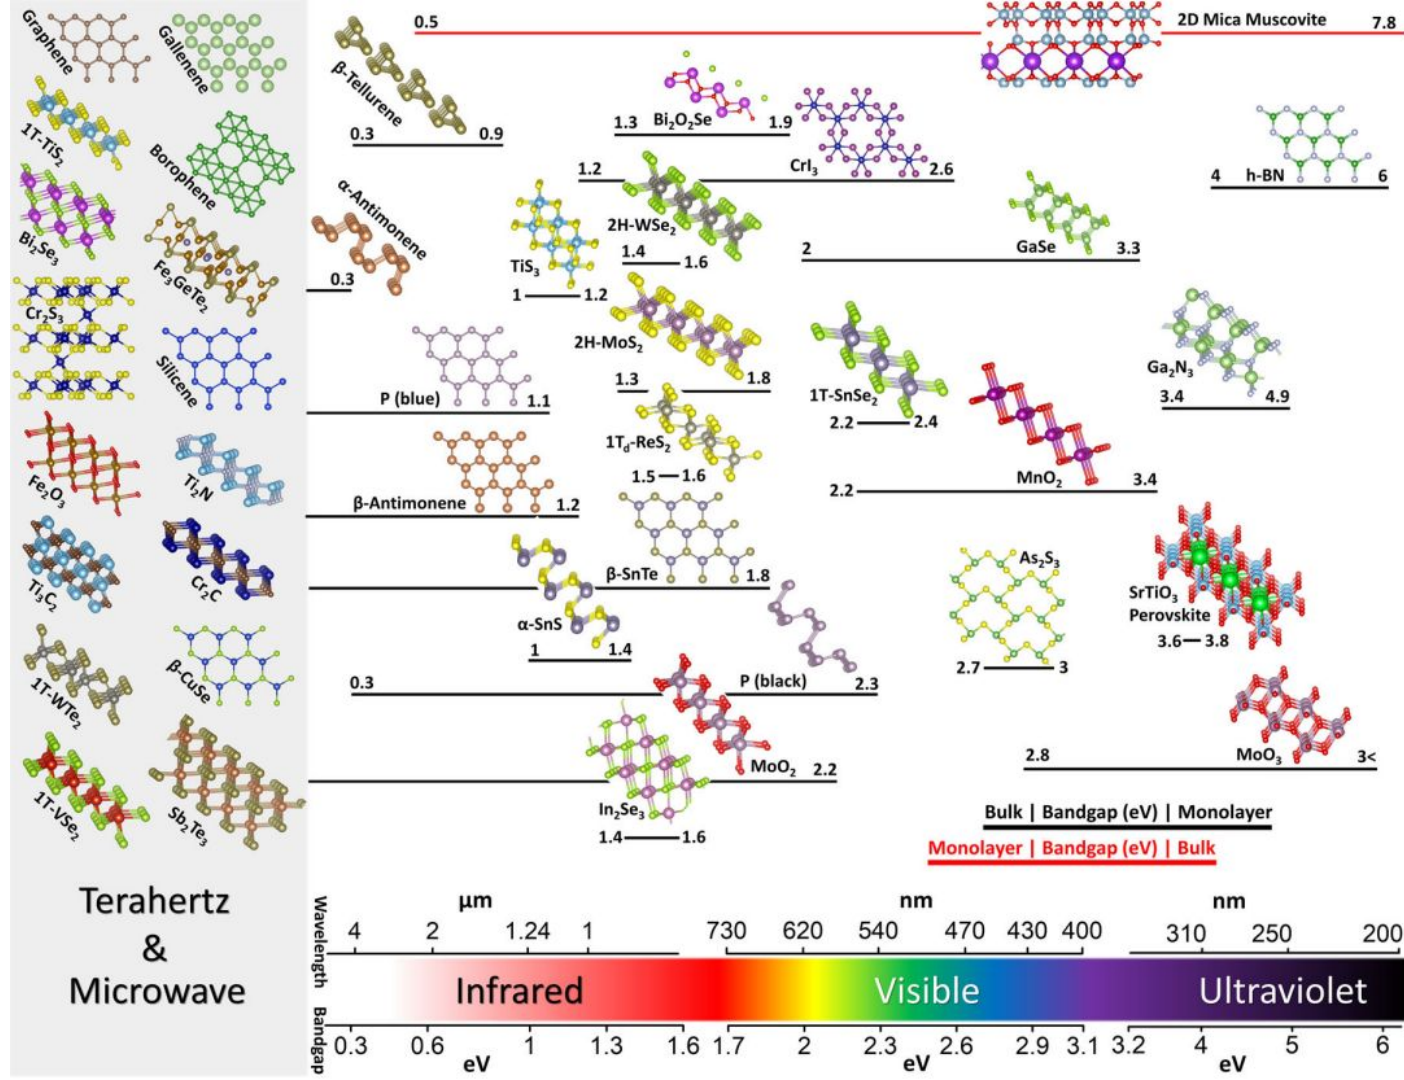 Graphene
Gallenene
1T-TiS₂
Borophene
Bi₂Se₃
Fe₃GeTe₂
Cr₂S₃
Silicene
Fe₂O₃
Ti₂N
Ti₃C₂
Cr₂C
1T-WTe₂
β-CuSe
1T-VSe₂
Sb₂Te₃
Terahertz
&
Microwave
0.5 2D Mica Muscovite 7.8
β-Tellurene
0.3 0.9
Bi₂O₂Se
1.3 1.9
CrI₃
1.2 2.6
h-BN
4 6
α-Antimonene
0.3
2H-WSe₂
1.4 1.6
GaSe
2 3.3
TiS₃
1 1.2
2H-MoS₂
1.3 1.8
1T-SnSe₂
2.2 2.4
Ga₂N₃
3.4 4.9
P (blue) 1.1
1T_d-ReS₂
1.5 1.6
MnO₂
2.2 3.4
β-Antimonene 1.2
β-SnTe 1.8
As₂S₃
2.7 3
SrTiO₃
Perovskite
3.6 3.8
α-SnS
1 1.4
P (black)
0.3 2.3
MoO₂ 2.2
MoO₃
2.8 3<
In₂Se₃
1.4 1.6
Bulk | Bandgap (eV) | Monolayer
Monolayer | Bandgap (eV) | Bulk
Wavelength
µm nm nm
4 2 1.24 1 730 620 540 470 430 400 310 250 200
Infrared Visible Ultraviolet
Bandgap
0.3 0.6 1 1.3 1.6 1.7 2 2.3 2.6 2.9 3.1 3.2 4 5 6
eV eV eV